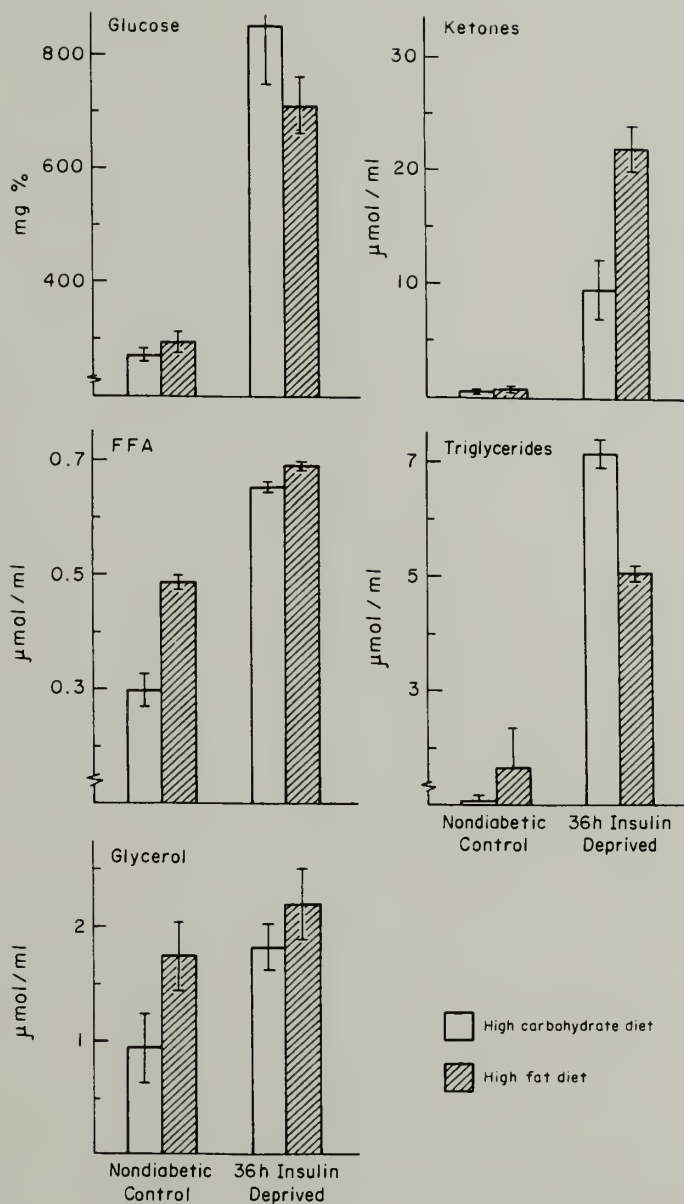 Glucose
800
600
400
mg %
Ketones
30
20
10
μmol / ml
FFA
0.7
0.5
0.3
μmol / ml
Triglycerides
7
5
3
μmol / ml
Nondiabetic
Control
36h Insulin
Deprived
Glycerol
2
1
μmol / ml
Nondiabetic
Control
36h Insulin
Deprived
High carbohydrate diet
High fat diet